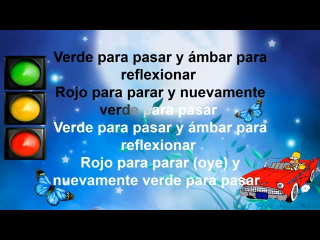 Verde para pasar y ámbar para
reflexionar
Rojo para parar y nuevamente
verde para pasar
Verde para pasar y ámbar para
reflexionar
Rojo para parar (oye) y
nuevamente verde para pasar